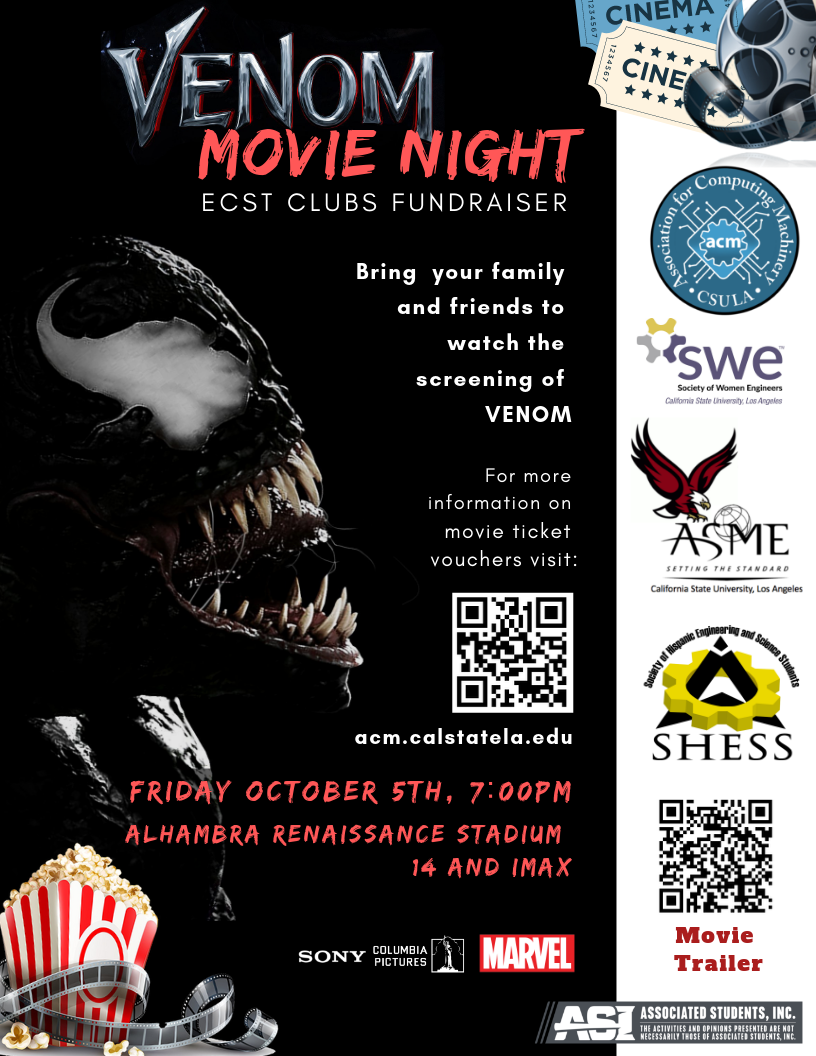 VENOM
MOVIE NIGHT
ECST CLUBS FUNDRAISER
Bring your family
and friends to
watch the
screening of
VENOM
For more
information on
movie ticket
vouchers visit:
acm.calstatela.edu
FRIDAY OCTOBER 5TH, 7:00PM
ALHAMBRA RENAISSANCE STADIUM
14 AND IMAX
SONY
COLUMBIA
PICTURES
MARVEL
CINEMA
1234567
CINE
1234567
Association for Computing Machinery
acm
• CSULA •
swe™
Society of Women Engineers
California State University, Los Angeles
ASME
SETTING THE STANDARD
California State University, Los Angeles
Society of Hispanic Engineering and Science Students
SHESS
Movie
Trailer
ASI
ASSOCIATED STUDENTS, INC.
THE ACTIVITIES AND OPINIONS PRESENTED ARE NOT
NECESSARILY THOSE OF ASSOCIATED STUDENTS, INC.